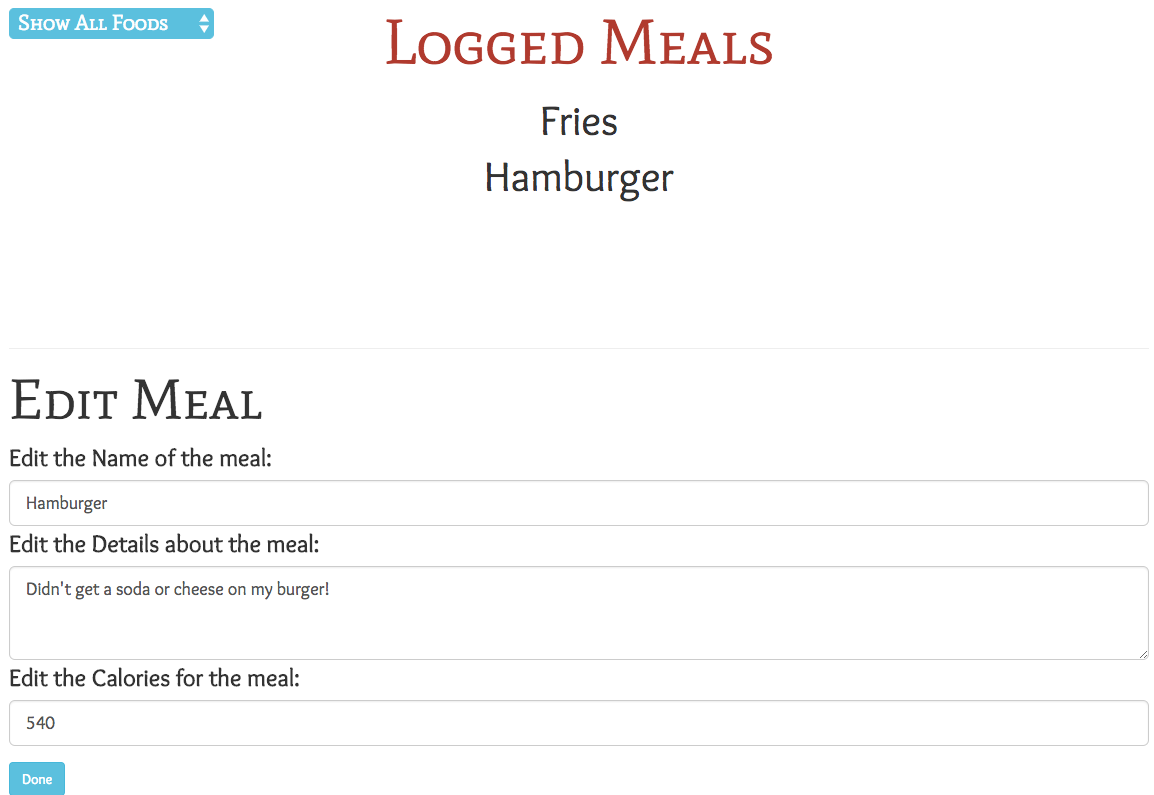 Show All Foods
Logged Meals
Fries
Hamburger
Edit Meal
Edit the Name of the meal:
Hamburger
Edit the Details about the meal:
Didn't get a soda or cheese on my burger!
Edit the Calories for the meal:
540
Done